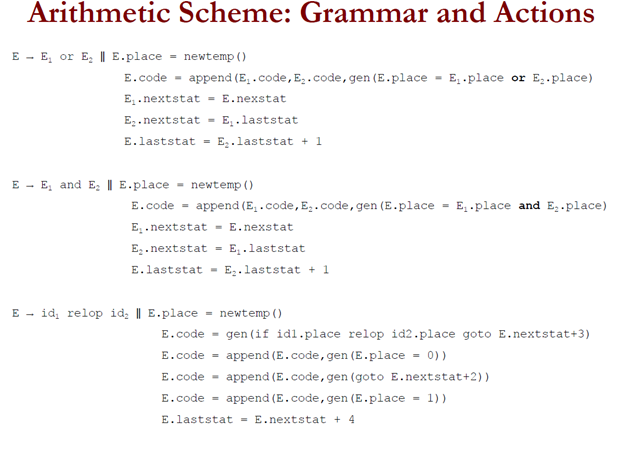 Arithmetic Scheme: Grammar and Actions
E → E₁ or E₂ ‖ E.place = newtemp()
E.code = append(E₁.code,E₂.code,gen(E.place = E₁.place or E₂.place)
E₁.nextstat = E.nexstat
E₂.nextstat = E₁.laststat
E.laststat = E₂.laststat + 1
E → E₁ and E₂ ‖ E.place = newtemp()
E.code = append(E₁.code,E₂.code,gen(E.place = E₁.place and E₂.place)
E₁.nextstat = E.nexstat
E₂.nextstat = E₁.laststat
E.laststat = E₂.laststat + 1
E → id₁ relop id₂ ‖ E.place = newtemp()
E.code = gen(if id1.place relop id2.place goto E.nextstat+3)
E.code = append(E.code,gen(E.place = 0))
E.code = append(E.code,gen(goto E.nextstat+2))
E.code = append(E.code,gen(E.place = 1))
E.laststat = E.nextstat + 4